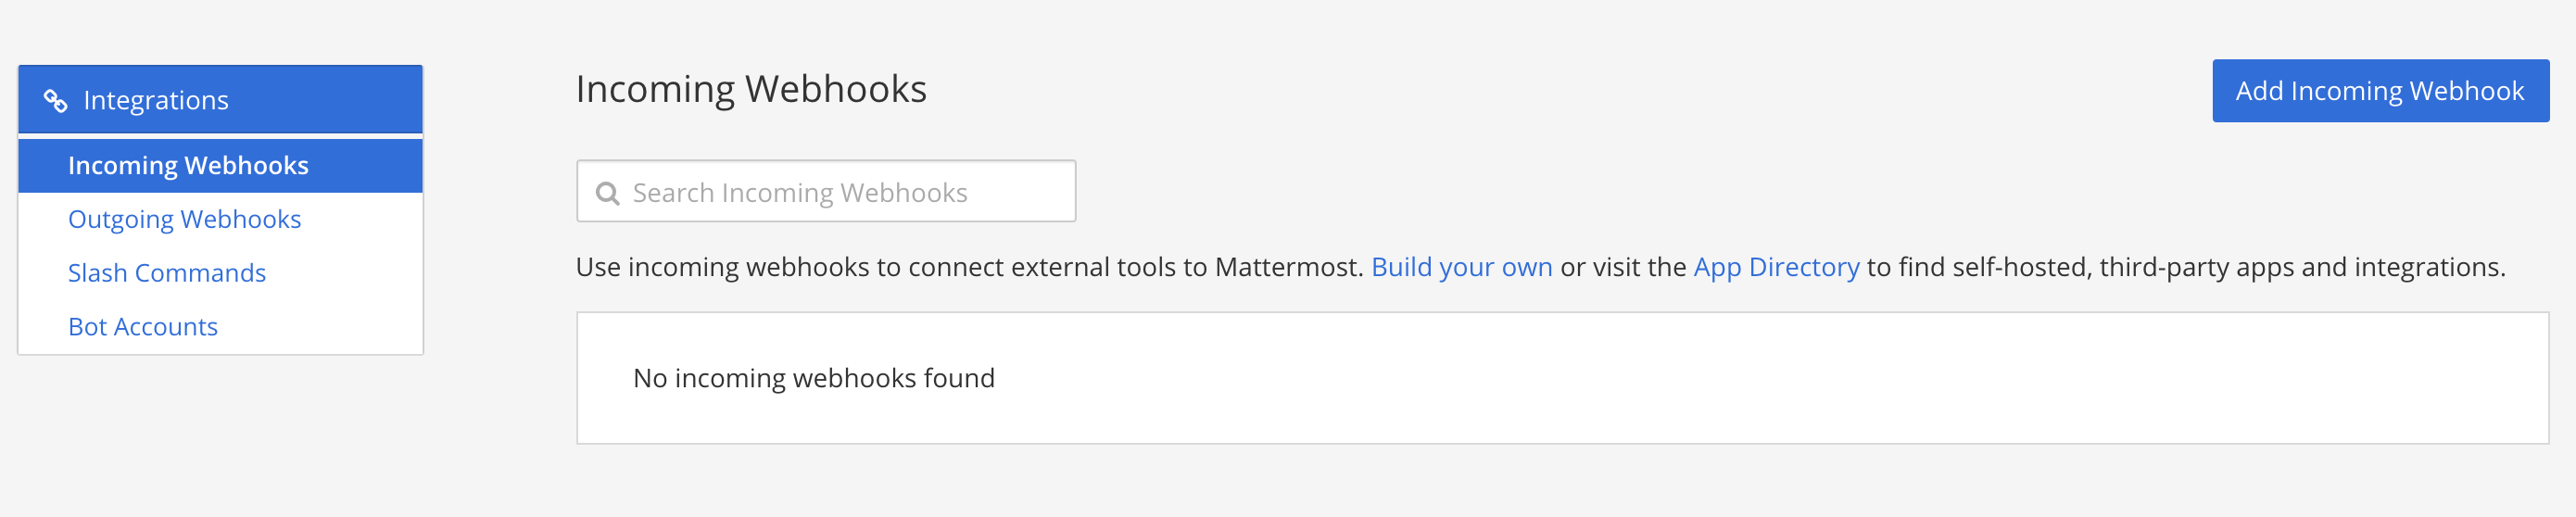 Integrations
Incoming Webhooks
Outgoing Webhooks
Slash Commands
Bot Accounts
Incoming Webhooks
Add Incoming Webhook
Search Incoming Webhooks
Use incoming webhooks to connect external tools to Mattermost. Build your own or visit the App Directory to find self-hosted, third-party apps and integrations.
No incoming webhooks found